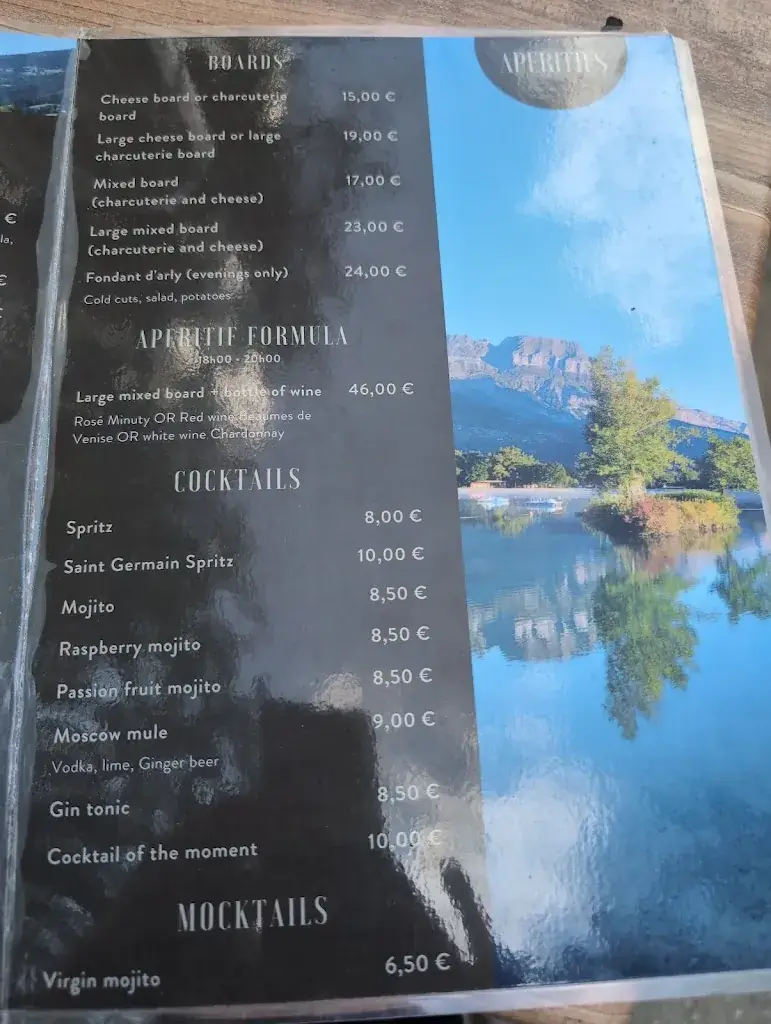 BOARDS
Cheese board or charcuterie
board
15,00 €
Large cheese board or large
charcuterie board
19,00 €
Mixed board
(charcuterie and cheese)
17,00 €
Large mixed board
(charcuterie and cheese)
23,00 €
Fondant d'arly (evenings only)
24,00 €
Cold cuts, salad, potatoes
APERITIF FORMULA
18h00 - 20h00
Large mixed board + bottle of wine
46,00 €
Rosé Minuty OR Red wine Beaumes de
Venise OR white wine Chardonnay
COCKTAILS
Spritz 8,00 €
Saint Germain Spritz 10,00 €
Mojito 8,50 €
Raspberry mojito 8,50 €
Passion fruit mojito 8,50 €
Moscow mule 9,00 €
Vodka, lime, Ginger beer
Gin tonic 8,50 €
Cocktail of the moment 10,00 €
MOCKTAILS
Virgin mojito 6,50 €
APERITIFS
€
la,
€